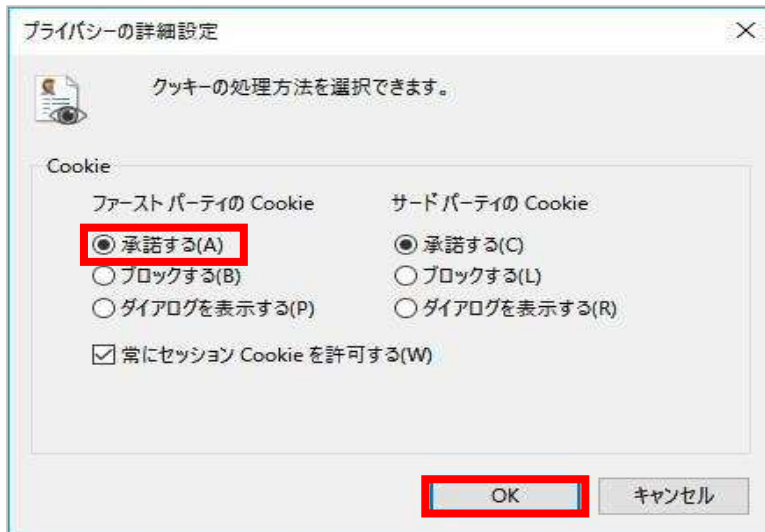 プライバシーの詳細設定
クッキーの処理方法を選択できます。
Cookie
ファースト パーティの Cookie
承諾する(A)
ブロックする(B)
ダイアログを表示する(P)
サード パーティの Cookie
承諾する(C)
ブロックする(L)
ダイアログを表示する(R)
常にセッション Cookie を許可する(W)
OK
キャンセル